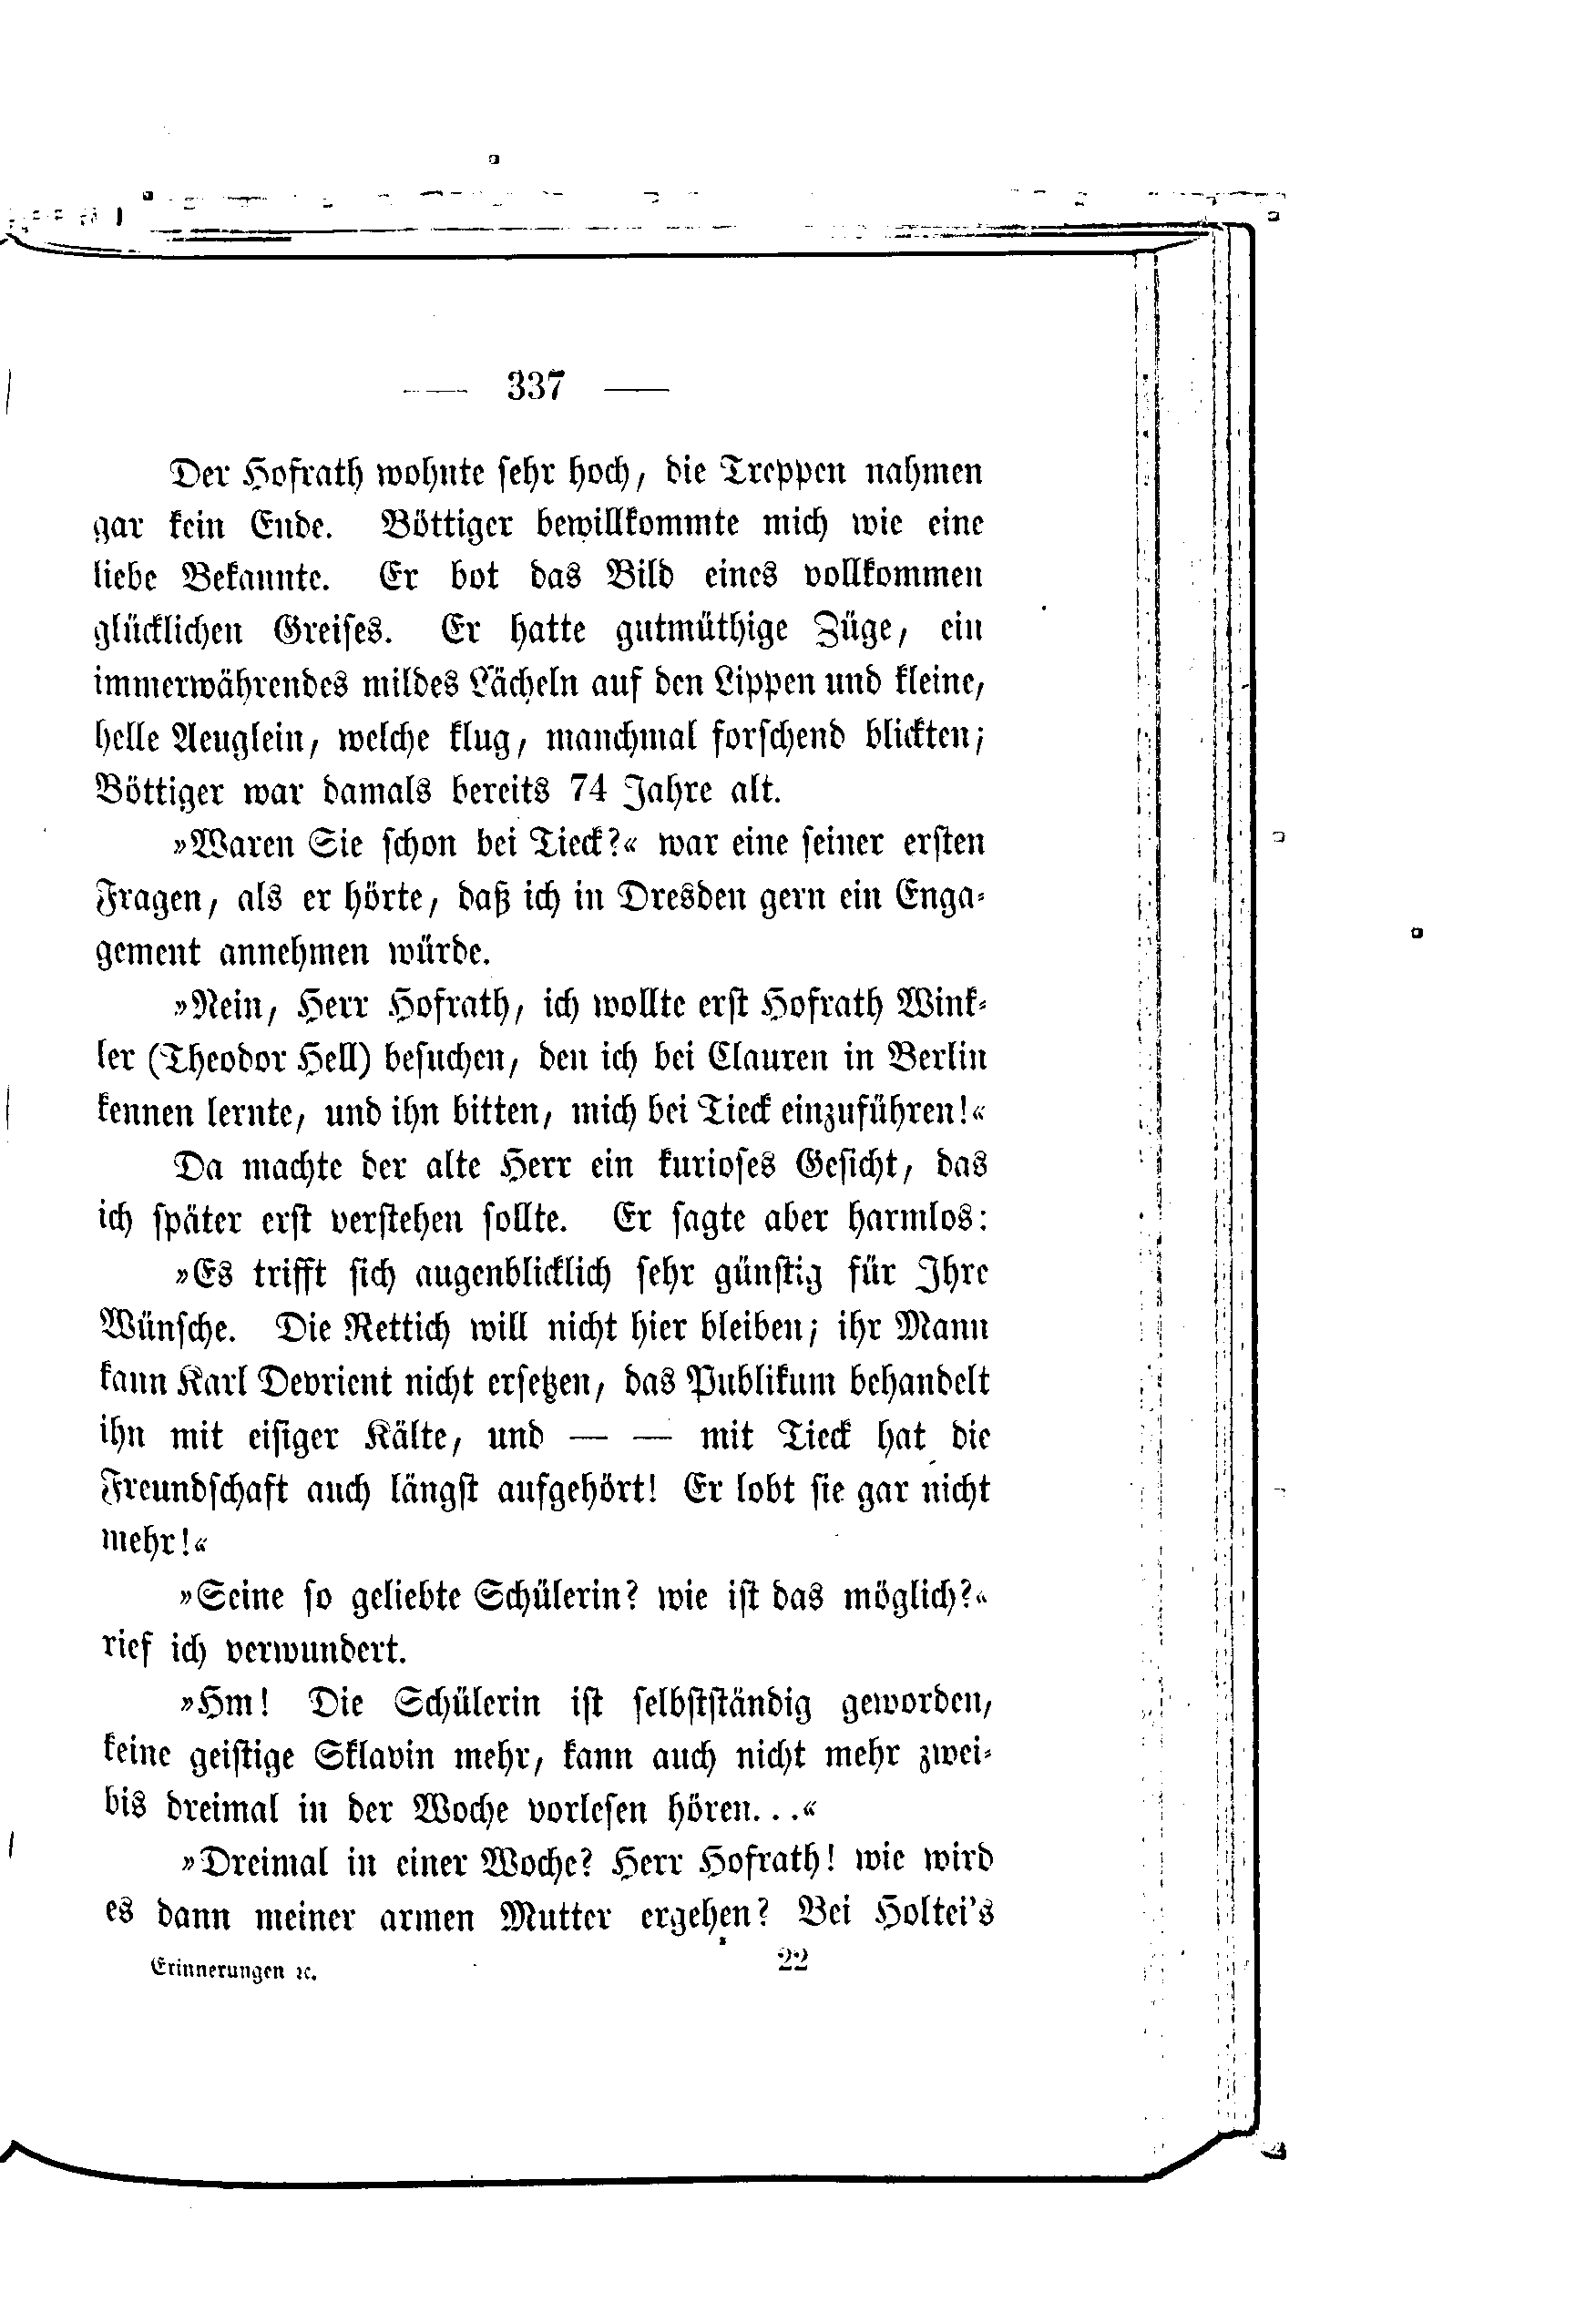 — 337 —
Der Hofrath wohnte sehr hoch, die Treppen nahmen
gar kein Ende. Böttiger bewillkommte mich wie eine
liebe Bekannte. Er bot das Bild eines vollkommen
glücklichen Greises. Er hatte gutmüthige Züge, ein
immerwährendes mildes Lächeln auf den Lippen und kleine,
helle Aeuglein, welche klug, manchmal forschend blickten;
Böttiger war damals bereits 74 Jahre alt.
»Waren Sie schon bei Tieck?« war eine seiner ersten
Fragen, als er hörte, daß ich in Dresden gern ein Enga-
gement annehmen würde.
»Nein, Herr Hofrath, ich wollte erst Hofrath Wink-
ler (Theodor Hell) besuchen, den ich bei Clauren in Berlin
kennen lernte, und ihn bitten, mich bei Tieck einzuführen!«
Da machte der alte Herr ein kurioses Gesicht, das
ich später erst verstehen sollte. Er sagte aber harmlos:
»Es trifft sich augenblicklich sehr günstig für Ihre
Wünsche. Die Rettich will nicht hier bleiben; ihr Mann
kann Karl Devrient nicht ersetzen, das Publikum behandelt
ihn mit eisiger Kälte, und — — mit Tieck hat die
Freundschaft auch längst aufgehört! Er lobt sie gar nicht
mehr!«
»Seine so geliebte Schülerin? wie ist das möglich?«
rief ich verwundert.
»Hm! Die Schülerin ist selbstständig geworden,
keine geistige Sklavin mehr, kann auch nicht mehr zwei-
bis dreimal in der Woche vorlesen hören...«
»Dreimal in einer Woche? Herr Hofrath! wie wird
es dann meiner armen Mutter ergehen? Bei Holtei's
Erinnerungen ꝛc. 22